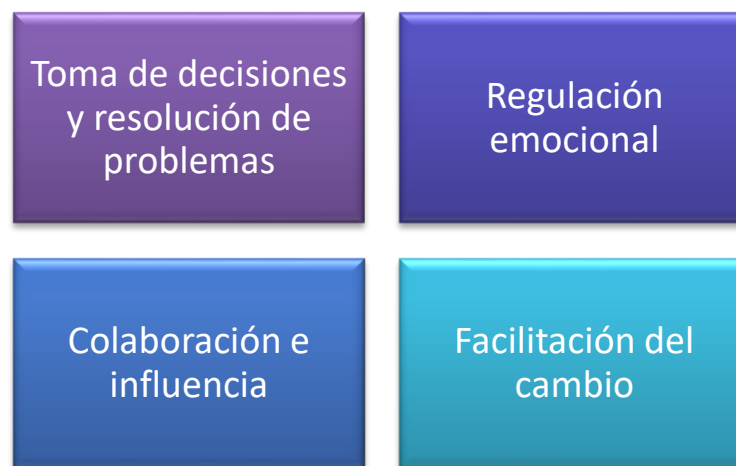 Toma de decisiones
y resolución de
problemas
Regulación
emocional
Colaboración e
influencia
Facilitación del
cambio